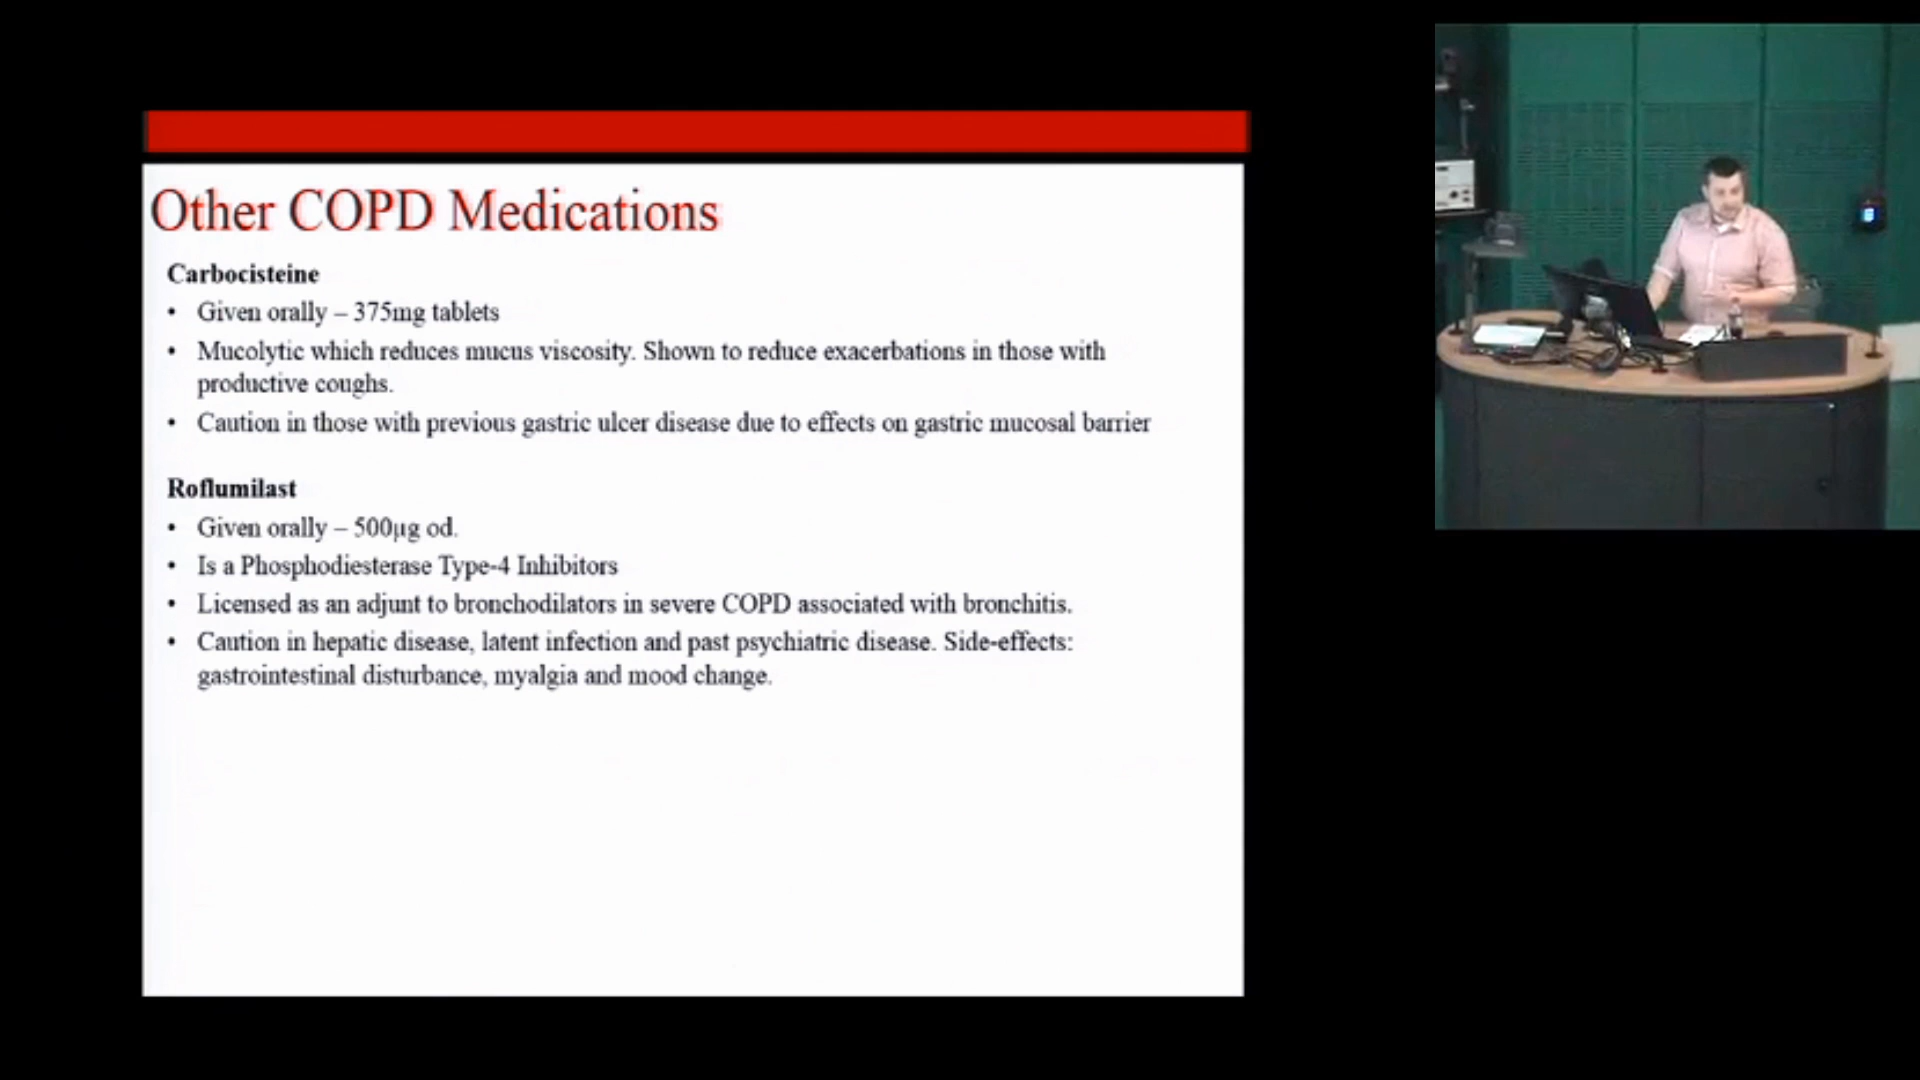 Other COPD Medications
Carbocisteine
• Given orally – 375mg tablets
• Mucolytic which reduces mucus viscosity. Shown to reduce exacerbations in those with
productive coughs.
• Caution in those with previous gastric ulcer disease due to effects on gastric mucosal barrier
Roflumilast
• Given orally – 500µg od.
• Is a Phosphodiesterase Type-4 Inhibitors
• Licensed as an adjunt to bronchodilators in severe COPD associated with bronchitis.
• Caution in hepatic disease, latent infection and past psychiatric disease. Side-effects:
gastrointestinal disturbance, myalgia and mood change.